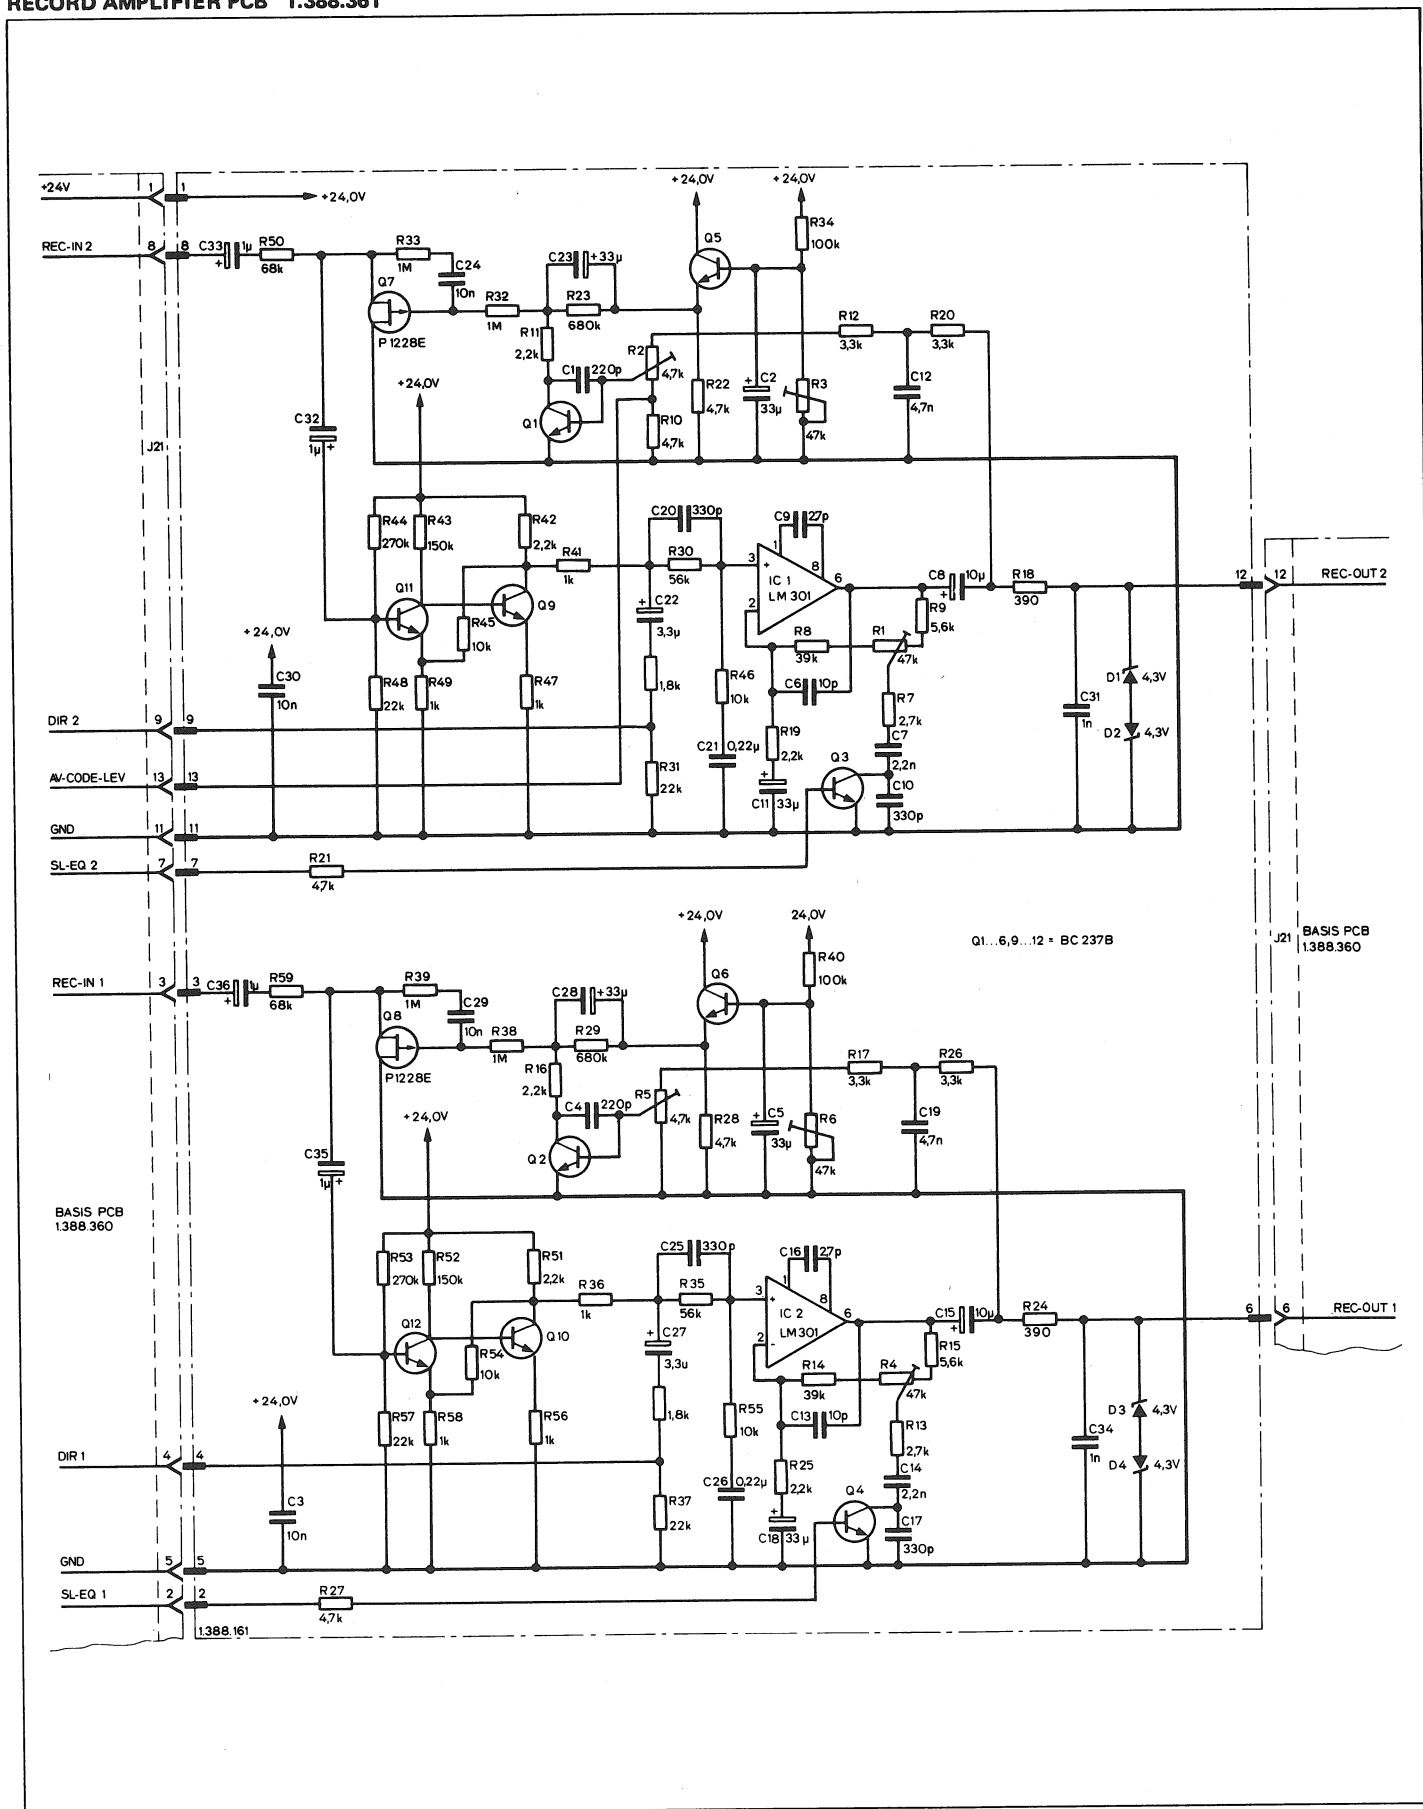 RECORD AMPLIFIER PCB 1.388.361
+24V 1 1 +24,0V
+24,0V +24,0V
REC-IN 2 8 8 C33 + 1µ R50 68k
R33 1M
C24 10n
Q7
P1228E
R32 1M
C23 +33µ
R23 680k
R11 2,2k
C1 220p
Q1
R2 4,7k
R10 4,7k
Q5
R34 100k
R22 4,7k
+ C2 33µ
R3 47k
R12 3,3k
R20 3,3k
C12 4,7n
+24,0V
C32 1µ +
J21
R44 270k
R43 150k
R42 2,2k
R41 1k
C20 330p
R30 56k
C9 27p
1 8
3 +
IC 1
LM 301
6
2
C8 + 10µ
R18 390
12 12 REC-OUT 2
Q11
Q9
R45 10k
+ C22 3,3µ
R9 5,6k
R8 39k
R1 47k
+24,0V
C30 10n
R48 22k
R49 1k
R47 1k
1,8k
R46 10k
C6 10p
R7 2,7k
C7 2,2n
D1 4,3V
C31 1n
D2 4,3V
DIR 2 9 9
R31 22k
C21 0,22µ
R19 2,2k
+ C11 33µ
Q3
C10 330p
AV-CODE-LEV 13 13
GND 11 11
SL-EQ 2 7 7
R21 4,7k
+24,0V 24,0V
Q1...6,9...12 = BC 237B
J21 BASIS PCB
1.388.360
REC-IN 1 3 3 C36 + 1µ R59 68k
R39 1M
C29 10n
Q8
P1228E
R38 1M
C28 +33µ
R29 680k
R16 2,2k
C4 220p
Q2
R5 4,7k
Q6
R40 100k
R28 4,7k
+ C5 33µ
R6 47k
R17 3,3k
R26 3,3k
C19 4,7n
+24,0V
C35 1µ +
BASIS PCB
1.388.360
R53 270k
R52 150k
R51 2,2k
R36 1k
C25 330p
R35 56k
C16 27p
1 8
3 +
IC 2
LM301
6
2 -
C15 + 10µ
R24 390
6 6 REC-OUT 1
Q12
Q10
R54 10k
+ C27 3,3u
R15 5,6k
R14 39k
R4 47k
+24,0V
R57 22k
R58 1k
R56 1k
1,8k
R55 10k
C13 10p
R13 2,7k
C14 2,2n
D3 4,3V
C34 1n
D4 4,3V
DIR 1 4 4
C3 10n
R37 22k
C26 0,22µ
R25 2,2k
+ C18 33µ
Q4
C17 330p
GND 5 5
SL-EQ 1 2 2
R27 4,7k
1.388.161